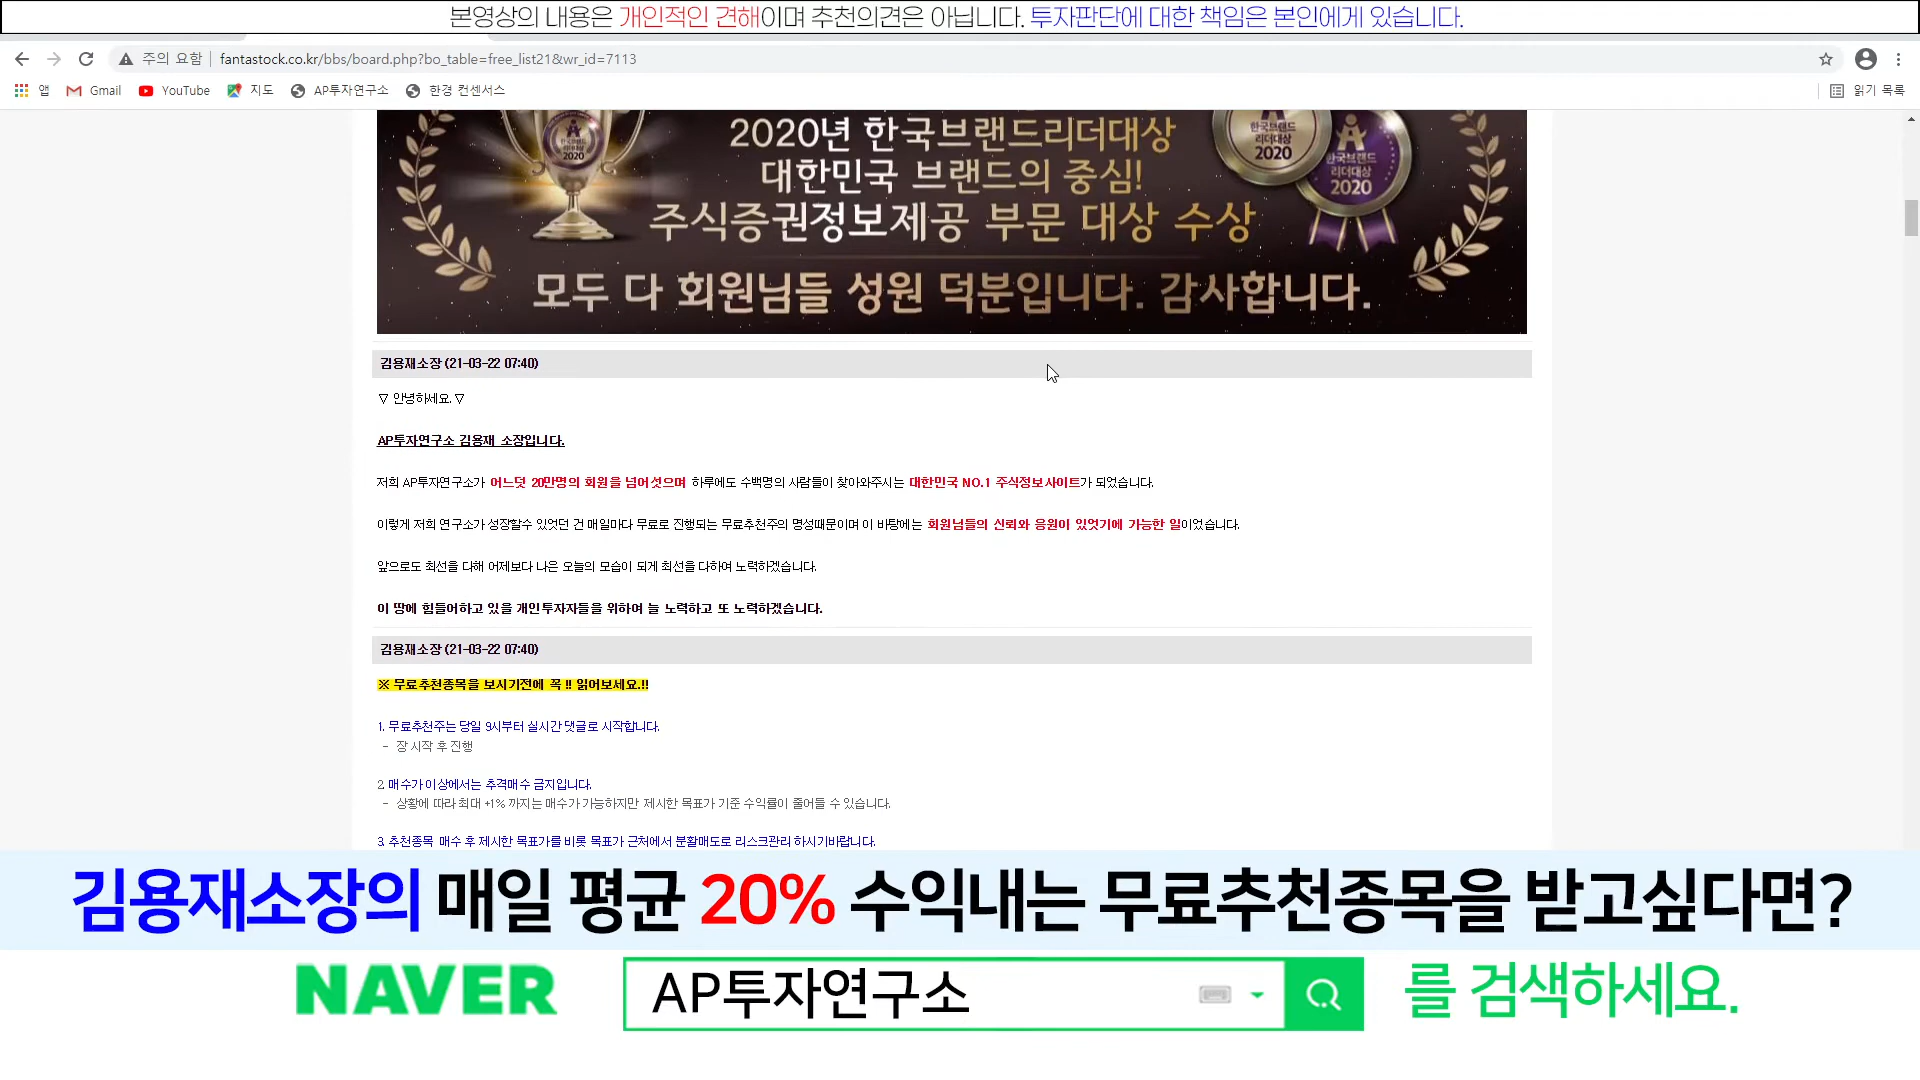 본영상의 내용은 개인적인 견해이며 추천의견은 아닙니다. 투자판단에 대한 책임은 본인에게 있습니다.
주의 요함 | fantastock.co.kr/bbs/board.php?bo_table=free_list21&wr_id=7113
앱 Gmail YouTube 지도 AP투자연구소 한경 컨센서스 읽기 목록
2020년 한국브랜드리더대상
대한민국 브랜드의 중심!
주식증권정보제공 부문 대상 수상
모두 다 회원님들 성원 덕분입니다. 감사합니다.
2020
한국브랜드
리더대상
2020
한국브랜드
리더대상
2020
김용재소장 (21-03-22 07:40)
▽ 안녕하세요. ▽
AP투자연구소 김용재 소장입니다.
저희 AP투자연구소가 어느덧 20만명의 회원을 넘어섯으며 하루에도 수백명의 사람들이 찾아와주시는 대한민국 NO.1 주식정보사이트가 되었습니다.
이렇게 저희 연구소가 성장할수 있엇던 건 매일마다 무료로 진행되는 무료추천주의 명성때문이며 이 바탕에는 회원님들의 신뢰와 응원이 있엇기에 가능한 일이었습니다.
앞으로도 최선을 다해 어제보다 나은 오늘의 모습이 되게 최선을 다하여 노력하겠습니다.
이 땅에 힘들어하고 있을 개인투자자들을 위하여 늘 노력하고 또 노력하겠습니다.
김용재소장 (21-03-22 07:40)
※ 무료추천종목을 보시기전에 꼭 !! 읽어보세요.!!
1. 무료추천주는 당일 9시부터 실시간 댓글로 시작합니다.
- 장 시작 후 진행
2. 매수가 이상에서는 추격매수 금지입니다.
- 상황에 따라 최대 +1% 까지는 매수가 가능하지만 제시한 목표가 기준 수익률이 줄어들 수 있습니다.
3. 추천종목 매수 후 제시한 목표가를 비롯 목표가 근처에서 분활매도로 리스크관리 하시기바랍니다.
김용재소장의 매일 평균 20% 수익내는 무료추천종목을 받고싶다면?
NAVER AP투자연구소 를 검색하세요.